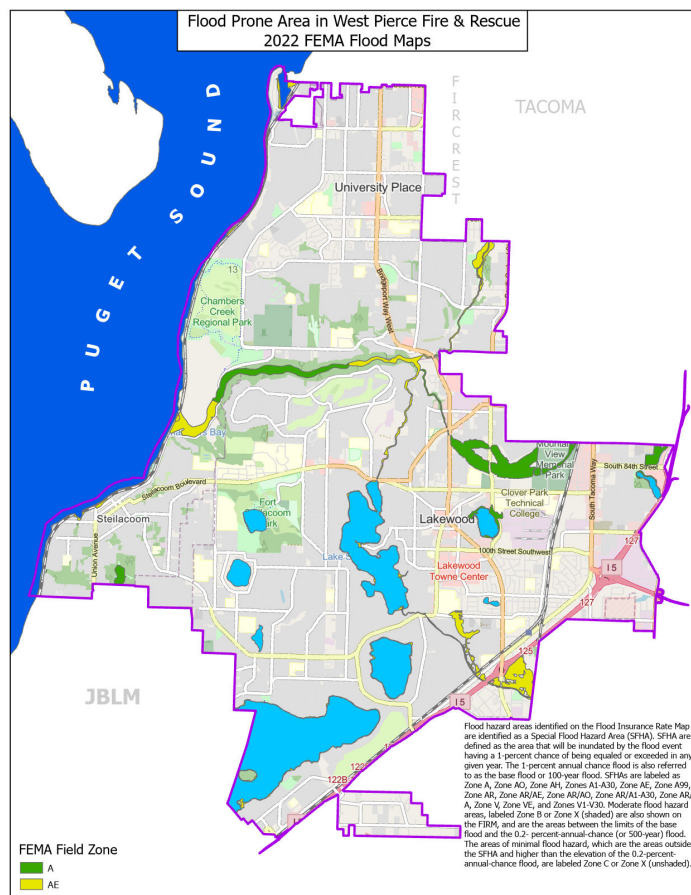 Flood Prone Area in West Pierce Fire & Rescue
2022 FEMA Flood Maps
PUGET SOUND
FIRCREST
TACOMA
University Place
Bridgeport Way West
13
Chambers
Creek
Regional Park
Bay
Mountain
View
Memorial
Park
South 84th Street
South Tacoma Way
Steilacoom Boulevard
Steilacoom
Union Avenue
Fort
Park
Lakewood
Clover Park
Technical
College
100th Street Southwest
Lake
Lakewood
Towne Center
127
I 5
127
125
I 5
122
122B
JBLM
Flood hazard areas identified on the Flood Insurance Rate Map
are identified as a Special Flood Hazard Area (SFHA). SFHA are
defined as the area that will be inundated by the flood event
having a 1-percent chance of being equaled or exceeded in any
given year. The 1-percent annual chance flood is also referred
to as the base flood or 100-year flood. SFHAs are labeled as
Zone A, Zone AO, Zone AH, Zones A1-A30, Zone AE, Zone A99,
Zone AR, Zone AR/AE, Zone AR/AO, Zone AR/A1-A30, Zone AR/
A, Zone V, Zone VE, and Zones V1-V30. Moderate flood hazard
areas, labeled Zone B or Zone X (shaded) are also shown on
the FIRM, and are the areas between the limits of the base
flood and the 0.2- percent-annual-chance (or 500-year) flood.
The areas of minimal flood hazard, which are the areas outside
the SFHA and higher than the elevation of the 0.2-percent-
annual-chance flood, are labeled Zone C or Zone X (unshaded).
FEMA Field Zone
A
AE